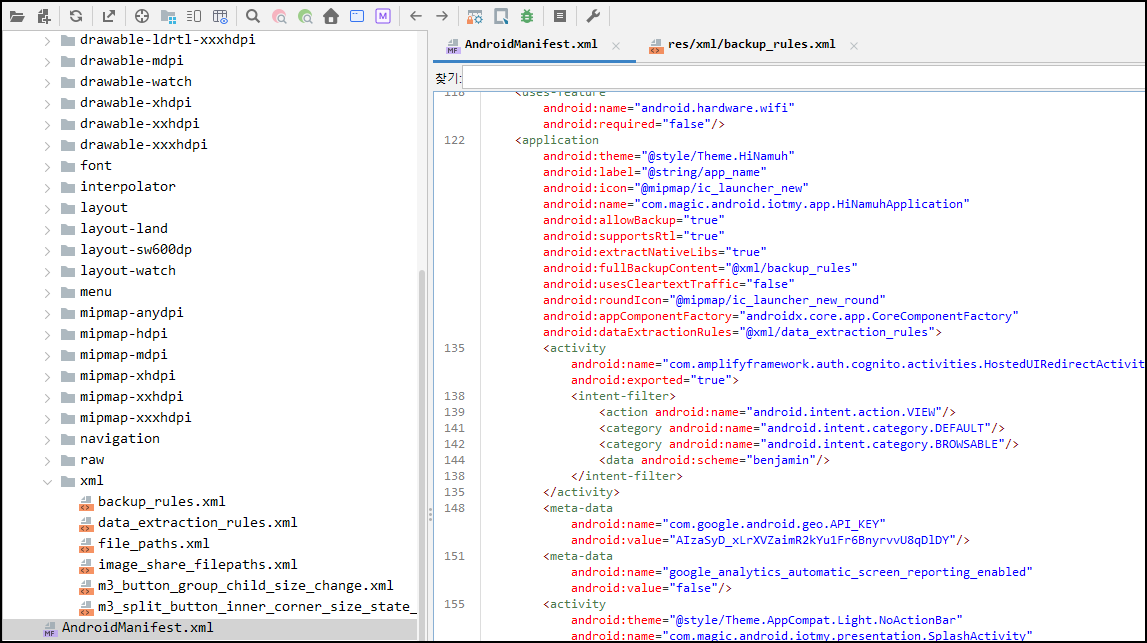 drawable-ldrtl-xxxhdpi
drawable-mdpi
drawable-watch
drawable-xhdpi
drawable-xxhdpi
drawable-xxxhdpi
font
interpolator
layout
layout-land
layout-sw600dp
layout-watch
menu
mipmap-anydpi
mipmap-hdpi
mipmap-mdpi
mipmap-xhdpi
mipmap-xxhdpi
mipmap-xxxhdpi
navigation
raw
xml
backup_rules.xml
data_extraction_rules.xml
file_paths.xml
image_share_filepaths.xml
m3_button_group_child_size_change.xml
m3_split_button_inner_corner_size_state_
MF AndroidManifest.xml
MF AndroidManifest.xml × res/xml/backup_rules.xml ×
찾기:
118 <uses-feature
android:name="android.hardware.wifi"
android:required="false"/>
122 <application
android:theme="@style/Theme.HiNamuh"
android:label="@string/app_name"
android:icon="@mipmap/ic_launcher_new"
android:name="com.magic.android.iotmy.app.HiNamuhApplication"
android:allowBackup="true"
android:supportsRtl="true"
android:extractNativeLibs="true"
android:fullBackupContent="@xml/backup_rules"
android:usesCleartextTraffic="false"
android:roundIcon="@mipmap/ic_launcher_new_round"
android:appComponentFactory="androidx.core.app.CoreComponentFactory"
android:dataExtractionRules="@xml/data_extraction_rules">
135 <activity
android:name="com.amplifyframework.auth.cognito.activities.HostedUIRedirectActivit
android:exported="true">
138 <intent-filter>
139 <action android:name="android.intent.action.VIEW"/>
141 <category android:name="android.intent.category.DEFAULT"/>
142 <category android:name="android.intent.category.BROWSABLE"/>
144 <data android:scheme="benjamin"/>
138 </intent-filter>
135 </activity>
148 <meta-data
android:name="com.google.android.geo.API_KEY"
android:value="AIzaSyD_xLrXVZaimR2kYu1Fr6BnyrvvU8qDlDY"/>
151 <meta-data
android:name="google_analytics_automatic_screen_reporting_enabled"
android:value="false"/>
155 <activity
android:theme="@style/Theme.AppCompat.Light.NoActionBar"
android:name="com.magic.android.iotmy.presentation.SplashActivity"